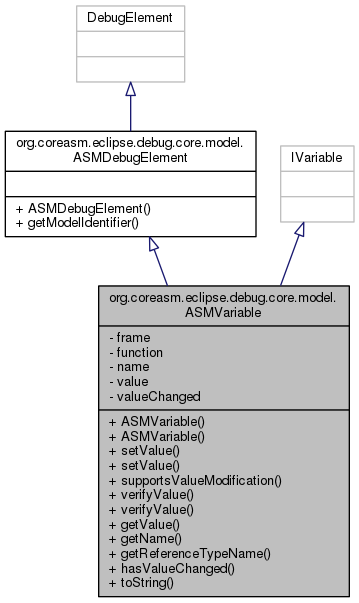 DebugElement
org.coreasm.eclipse.debug.core.model.
ASMDebugElement
+ ASMDebugElement()
+ getModelIdentifier()
IVariable
org.coreasm.eclipse.debug.core.model.
ASMVariable
- frame
- function
- name
- value
- valueChanged
+ ASMVariable()
+ ASMVariable()
+ setValue()
+ setValue()
+ supportsValueModification()
+ verifyValue()
+ verifyValue()
+ getValue()
+ getName()
+ getReferenceTypeName()
+ hasValueChanged()
+ toString()